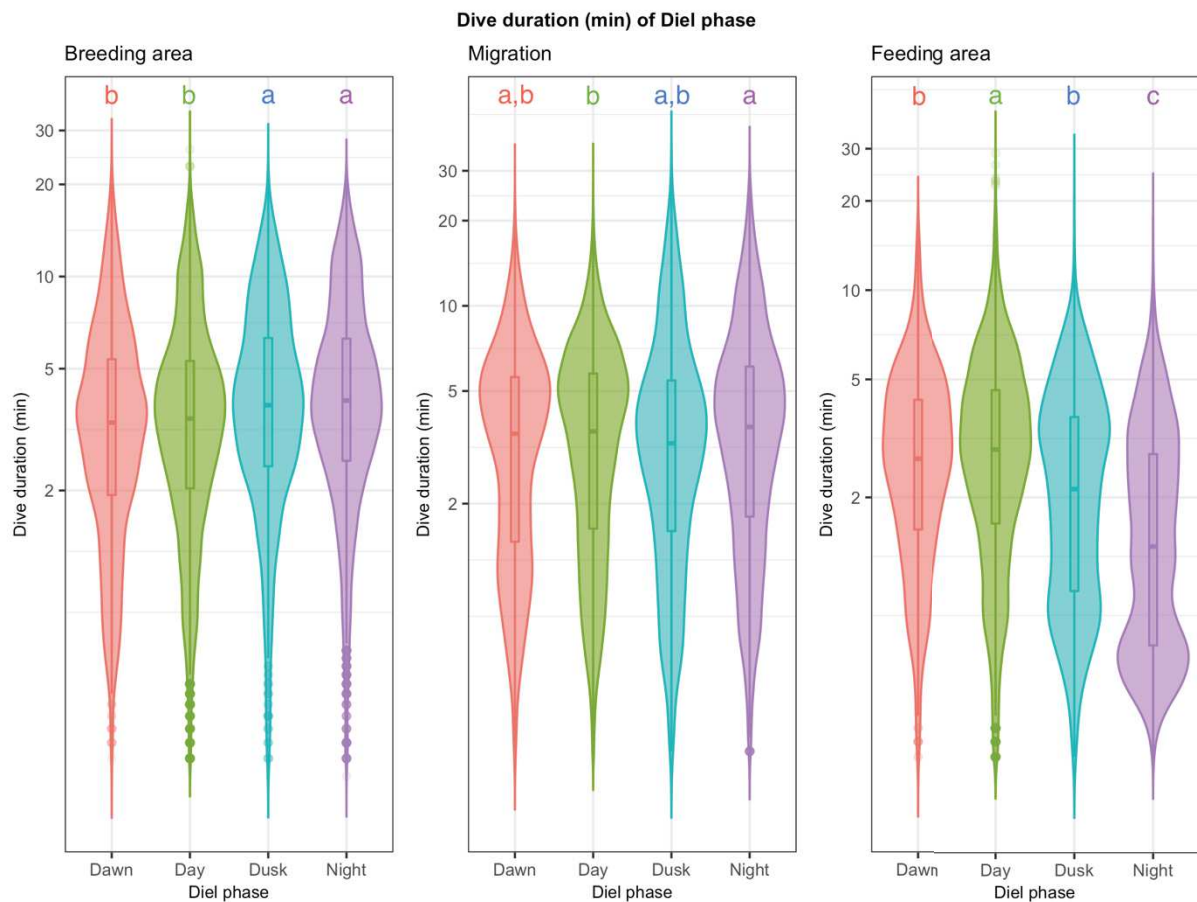 Dive duration (min) of Diel phase
Breeding area
b b a a
30
20
10
5
2
Dive duration (min)
Dawn Day Dusk Night
Diel phase
Migration
a,b b a,b a
30
20
10
5
2
Dive duration (min)
Dawn Day Dusk Night
Diel phase
Feeding area
b a b c
30
20
10
5
2
Dive duration (min)
Dawn Day Dusk Night
Diel phase